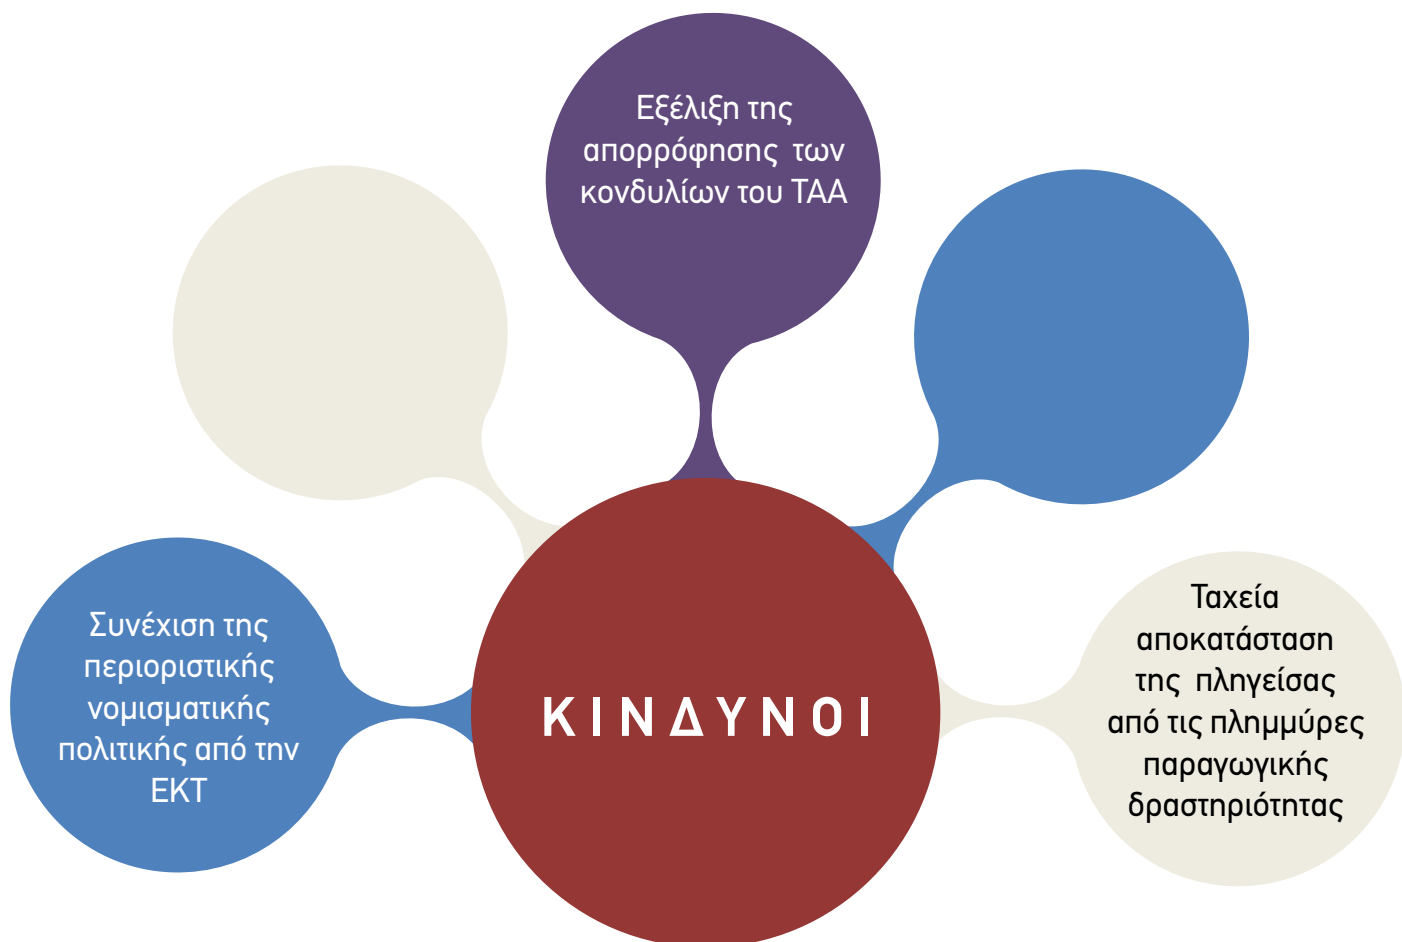 Εξέλιξη της
απορρόφησης των
κονδυλίων του ΤΑΑ
Συνέχιση της
περιοριστικής
νομισματικής
πολιτικής από την
ΕΚΤ
ΚΙΝΔΥΝΟΙ
Ταχεία
αποκατάσταση
της πληγείσας
από τις πλημμύρες
παραγωγικής
δραστηριότητας